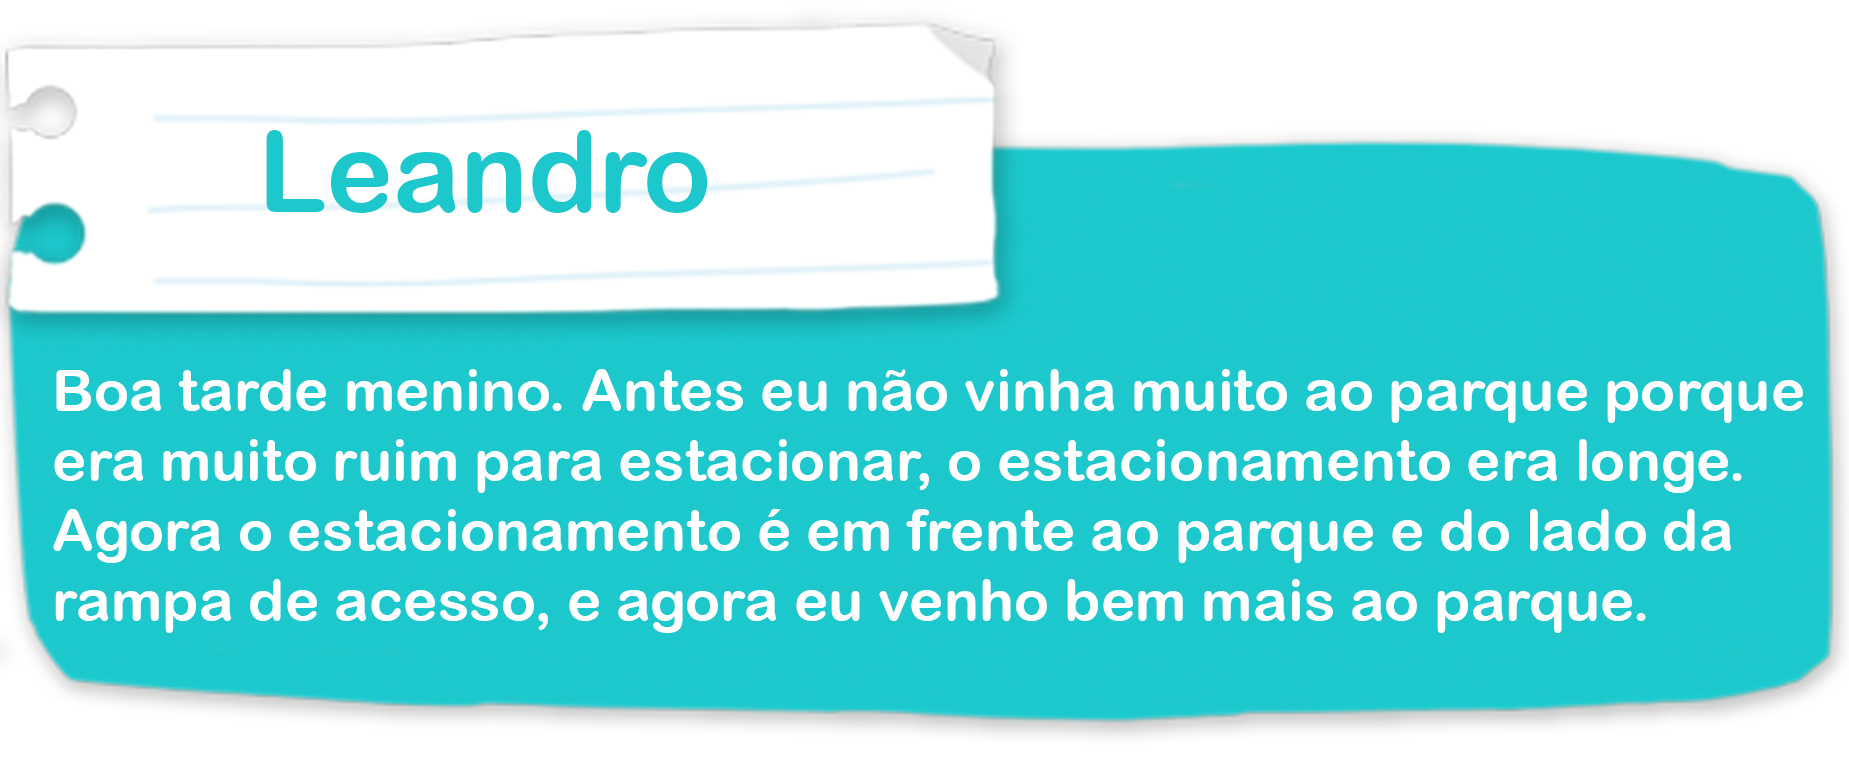 Leandro
Boa tarde menino. Antes eu não vinha muito ao parque porque
era muito ruim para estacionar, o estacionamento era longe.
Agora o estacionamento é em frente ao parque e do lado da
rampa de acesso, e agora eu venho bem mais ao parque.